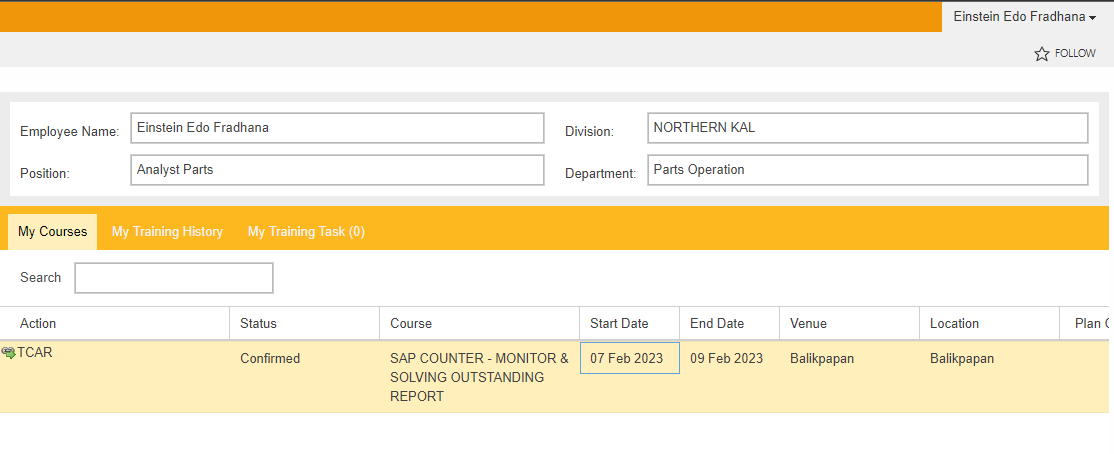 Einstein Edo Fradhana
FOLLOW
Employee Name: Einstein Edo Fradhana Division: NORTHERN KAL
Position: Analyst Parts Department: Parts Operation
My Courses My Training History My Training Task (0)
Search
Action Status Course Start Date End Date Venue Location Plan
TCAR Confirmed SAP COUNTER - MONITOR & 07 Feb 2023 09 Feb 2023 Balikpapan Balikpapan
SOLVING OUTSTANDING
REPORT